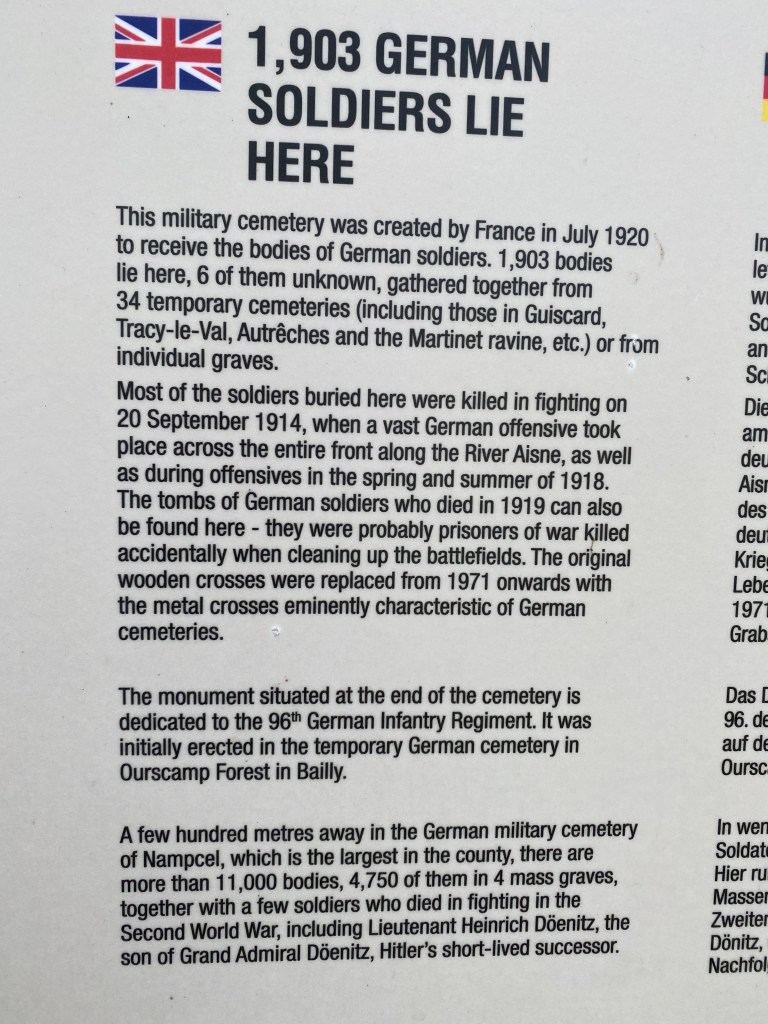 1,903 GERMAN
SOLDIERS LIE
HERE
This military cemetery was created by France in July 1920
to receive the bodies of German soldiers. 1,903 bodies
lie here, 6 of them unknown, gathered together from
34 temporary cemeteries (including those in Guiscard,
Tracy-le-Val, Autrêches and the Martinet ravine, etc.) or from
individual graves.
Most of the soldiers buried here were killed in fighting on
20 September 1914, when a vast German offensive took
place across the entire front along the River Aisne, as well
as during offensives in the spring and summer of 1918.
The tombs of German soldiers who died in 1919 can also
be found here - they were probably prisoners of war killed
accidentally when cleaning up the battlefields. The original
wooden crosses were replaced from 1971 onwards with
the metal crosses eminently characteristic of German
cemeteries.
The monument situated at the end of the cemetery is
dedicated to the 96th German Infantry Regiment. It was
initially erected in the temporary German cemetery in
Ourscamp Forest in Bailly.
A few hundred metres away in the German military cemetery
of Nampcel, which is the largest in the county, there are
more than 11,000 bodies, 4,750 of them in 4 mass graves,
together with a few soldiers who died in fighting in the
Second World War, including Lieutenant Heinrich Döenitz, the
son of Grand Admiral Döenitz, Hitler's short-lived successor.
In
le
So
an
Die
am
deu
Aisn
des
deut
Krieg
Lebe
1971
Grab
Das D
96. de
auf de
Oursc
In wen
Soldate
Hier ru
Massen
Zweiten
Dönitz,
Nachfol